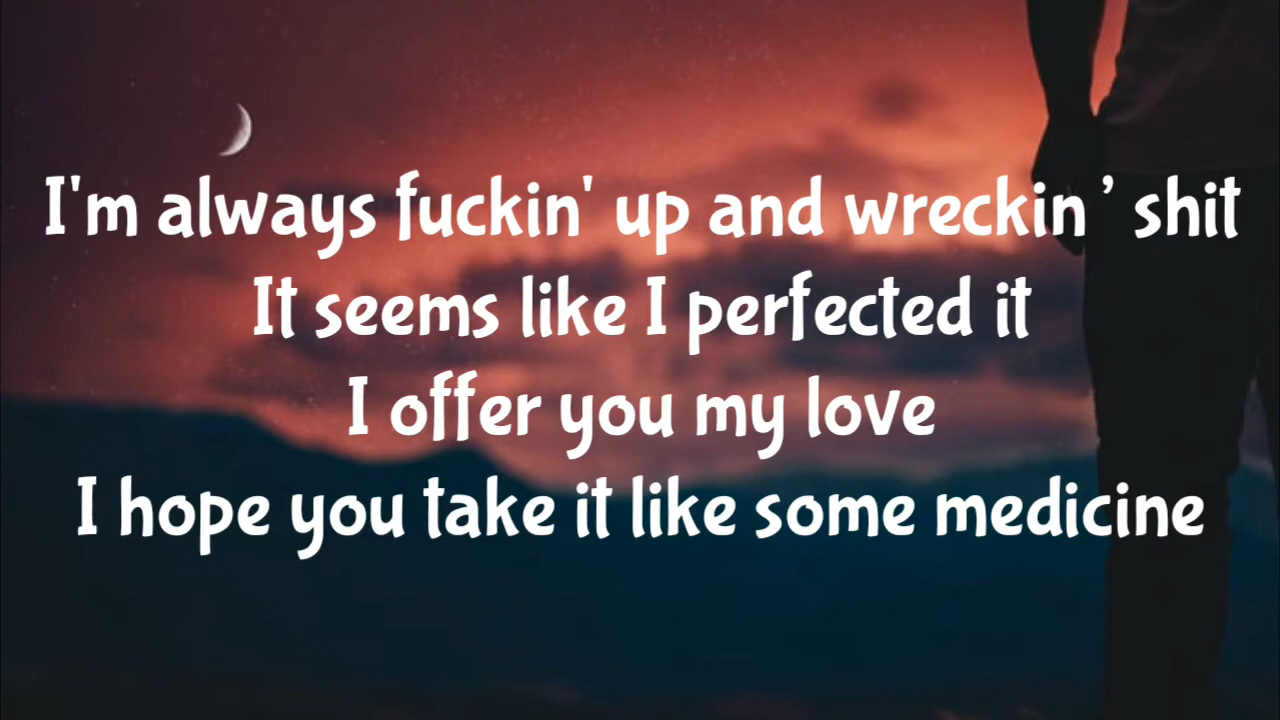 I'm always fuckin' up and wreckin’ shit
It seems like I perfected it
I offer you my love
I hope you take it like some medicine